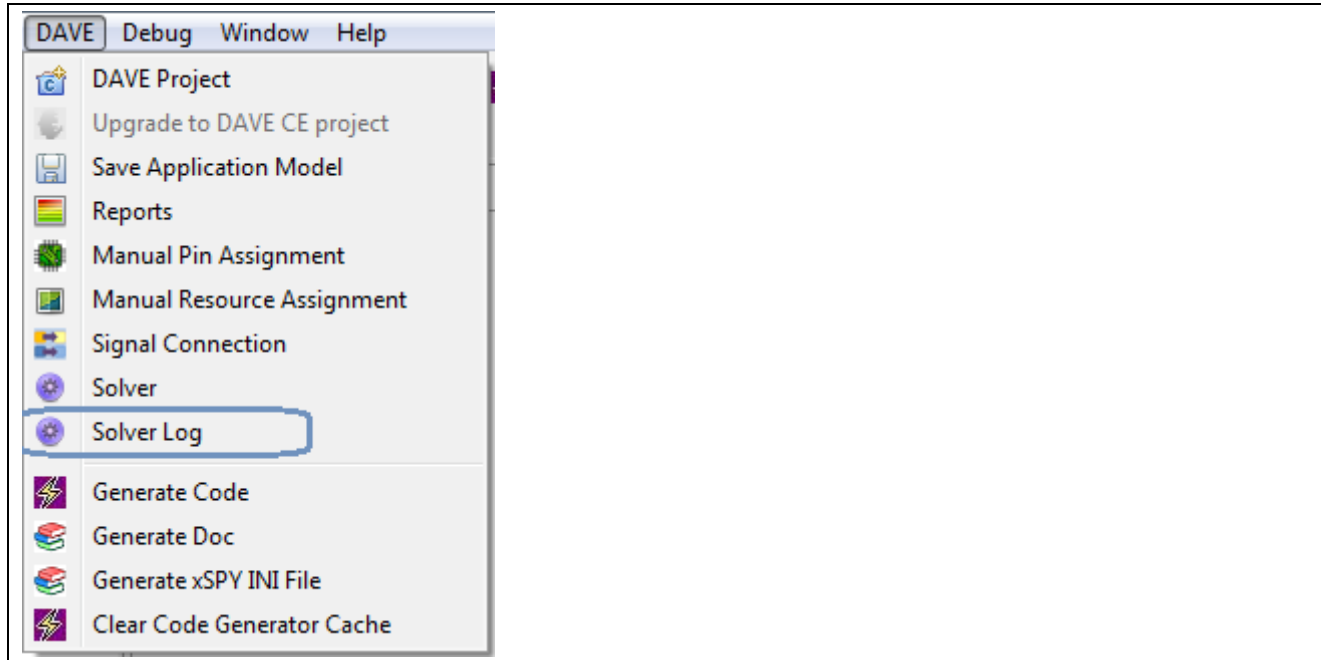 DAVE Debug Window Help
DAVE Project
Upgrade to DAVE CE project
Save Application Model
Reports
Manual Pin Assignment
Manual Resource Assignment
Signal Connection
Solver
Solver Log
Generate Code
Generate Doc
Generate xSPY INI File
Clear Code Generator Cache